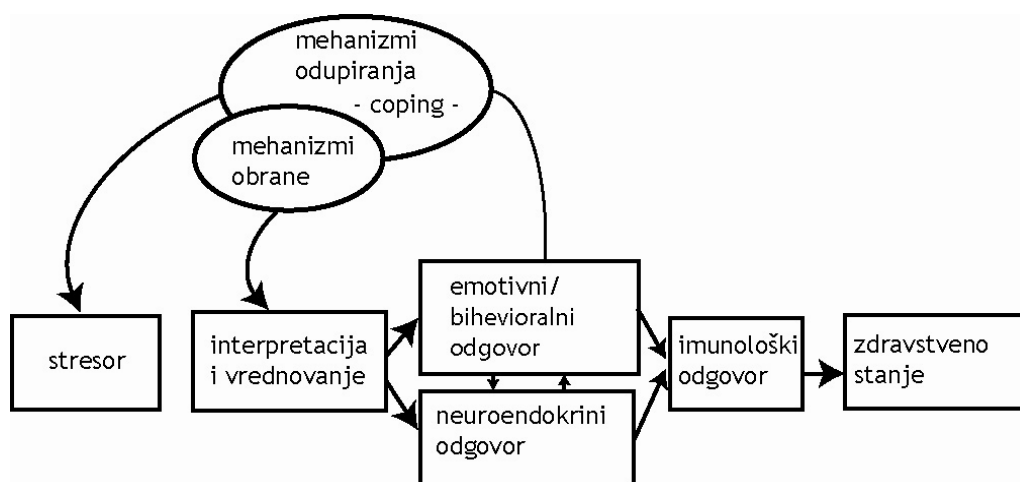 mehanizmi
odupiranja
- coping -
mehanizmi
obrane
stresor
interpretacija
i vrednovanje
emotivni/
bihevioralni
odgovor
neuroendokrini
odgovor
imunološki
odgovor
zdravstveno
stanje